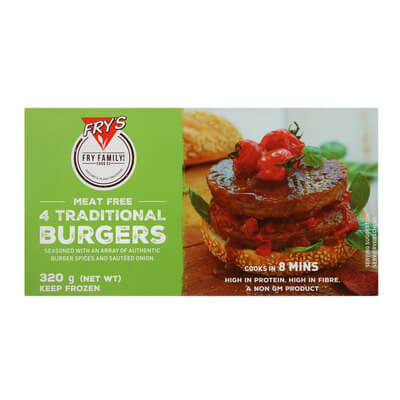 FRY'S
FRY FAMILY
FOOD CO
MEAT FREE
4 TRADITIONAL
BURGERS
SEASONED WITH AN ARRAY OF AUTHENTIC
BURGER SPICES AND SAUTÉED ONION
320 g (NET WT)
KEEP FROZEN
COOKS IN 8 MINS
HIGH IN PROTEIN, HIGH IN FIBRE,
A NON GM PRODUCT
SERVING SUGGESTION